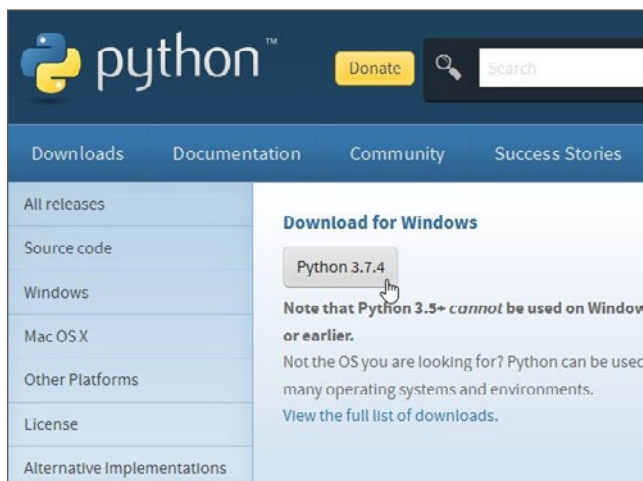 python™
Donate
Search
Downloads Documentation Community Success Stories
All releases
Source code
Windows
Mac OS X
Other Platforms
License
Alternative Implementations
Download for Windows
Python 3.7.4
Note that Python 3.5+ cannot be used on Window
or earlier.
Not the OS you are looking for? Python can be used
many operating systems and environments.
View the full list of downloads.